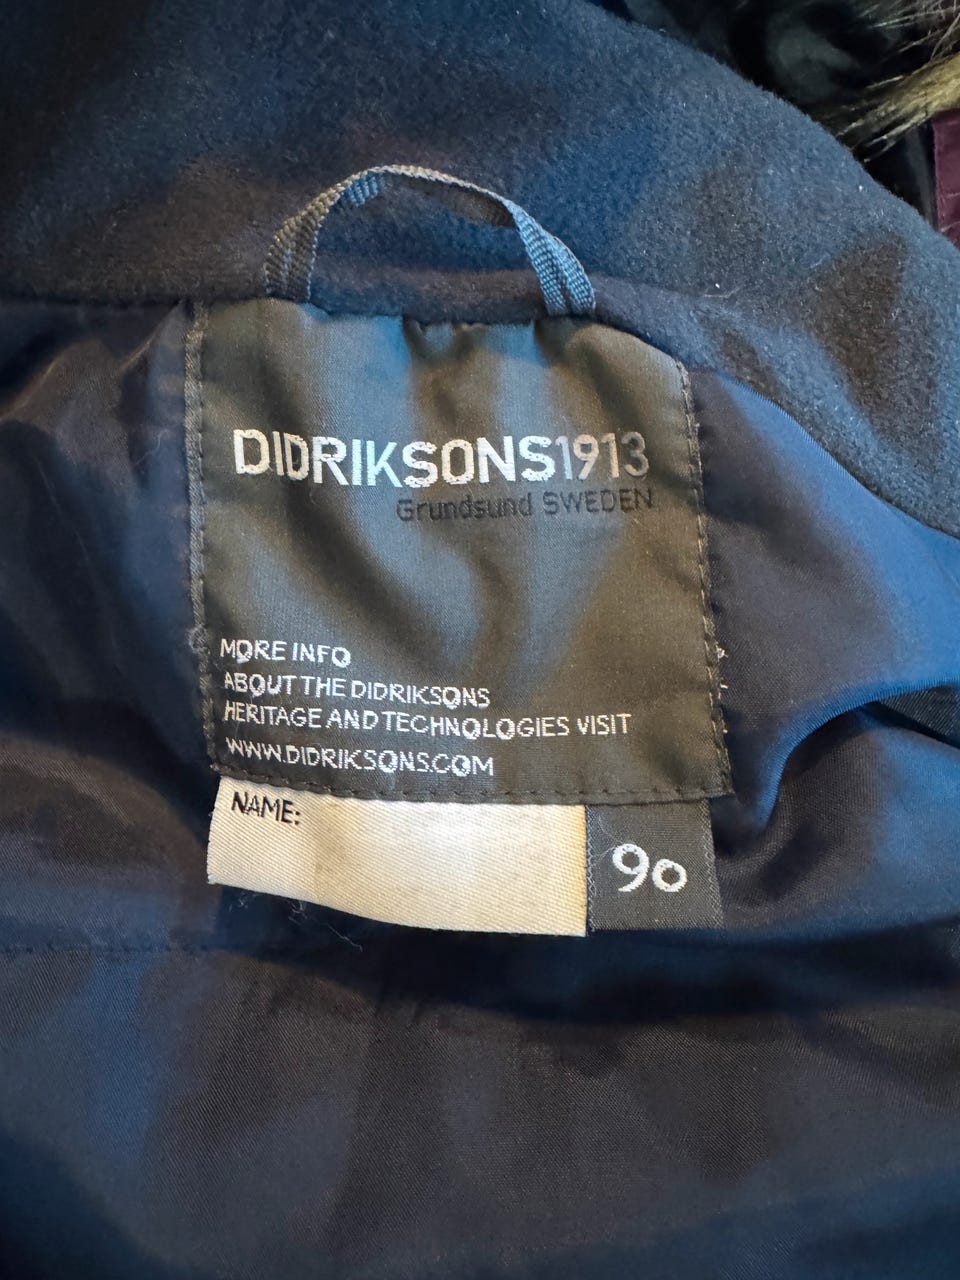 DIDRIKSONS1913
Grundsund SWEDEN
MORE INFO
ABOUT THE DIDRIKSONS
HERITAGE AND TECHNOLOGIES VISIT
WWW.DIDRIKSONS.COM
NAME:
90